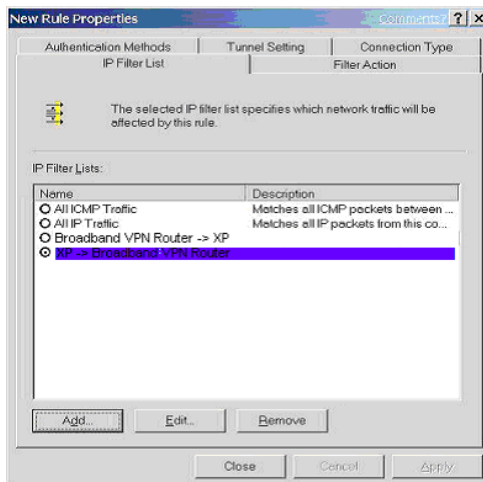 New Rule Properties Comments? ? ×
Authentication Methods Tunnel Setting Connection Type
IP Filter List Filter Action
The selected IP filter list specifies which network traffic will be
affected by this rule.
IP Filter Lists:
Name Description
All ICMP Traffic Matches all ICMP packets between ...
All IP Traffic Matches all IP packets from this co...
Broadband VPN Router -> XP
XP -> Broadband VPN Router
Add... Edit... Remove
Close Cancel Apply